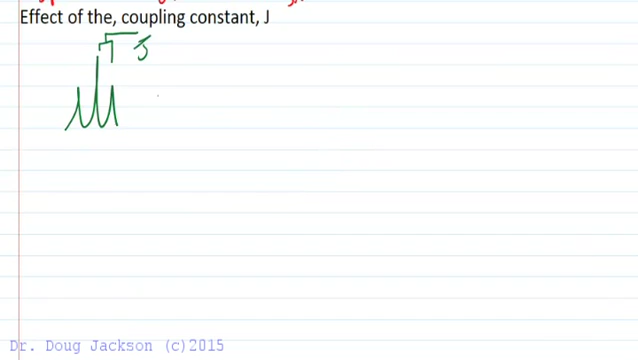 Effect of the, coupling constant, J
J
Dr. Doug Jackson (c)2015